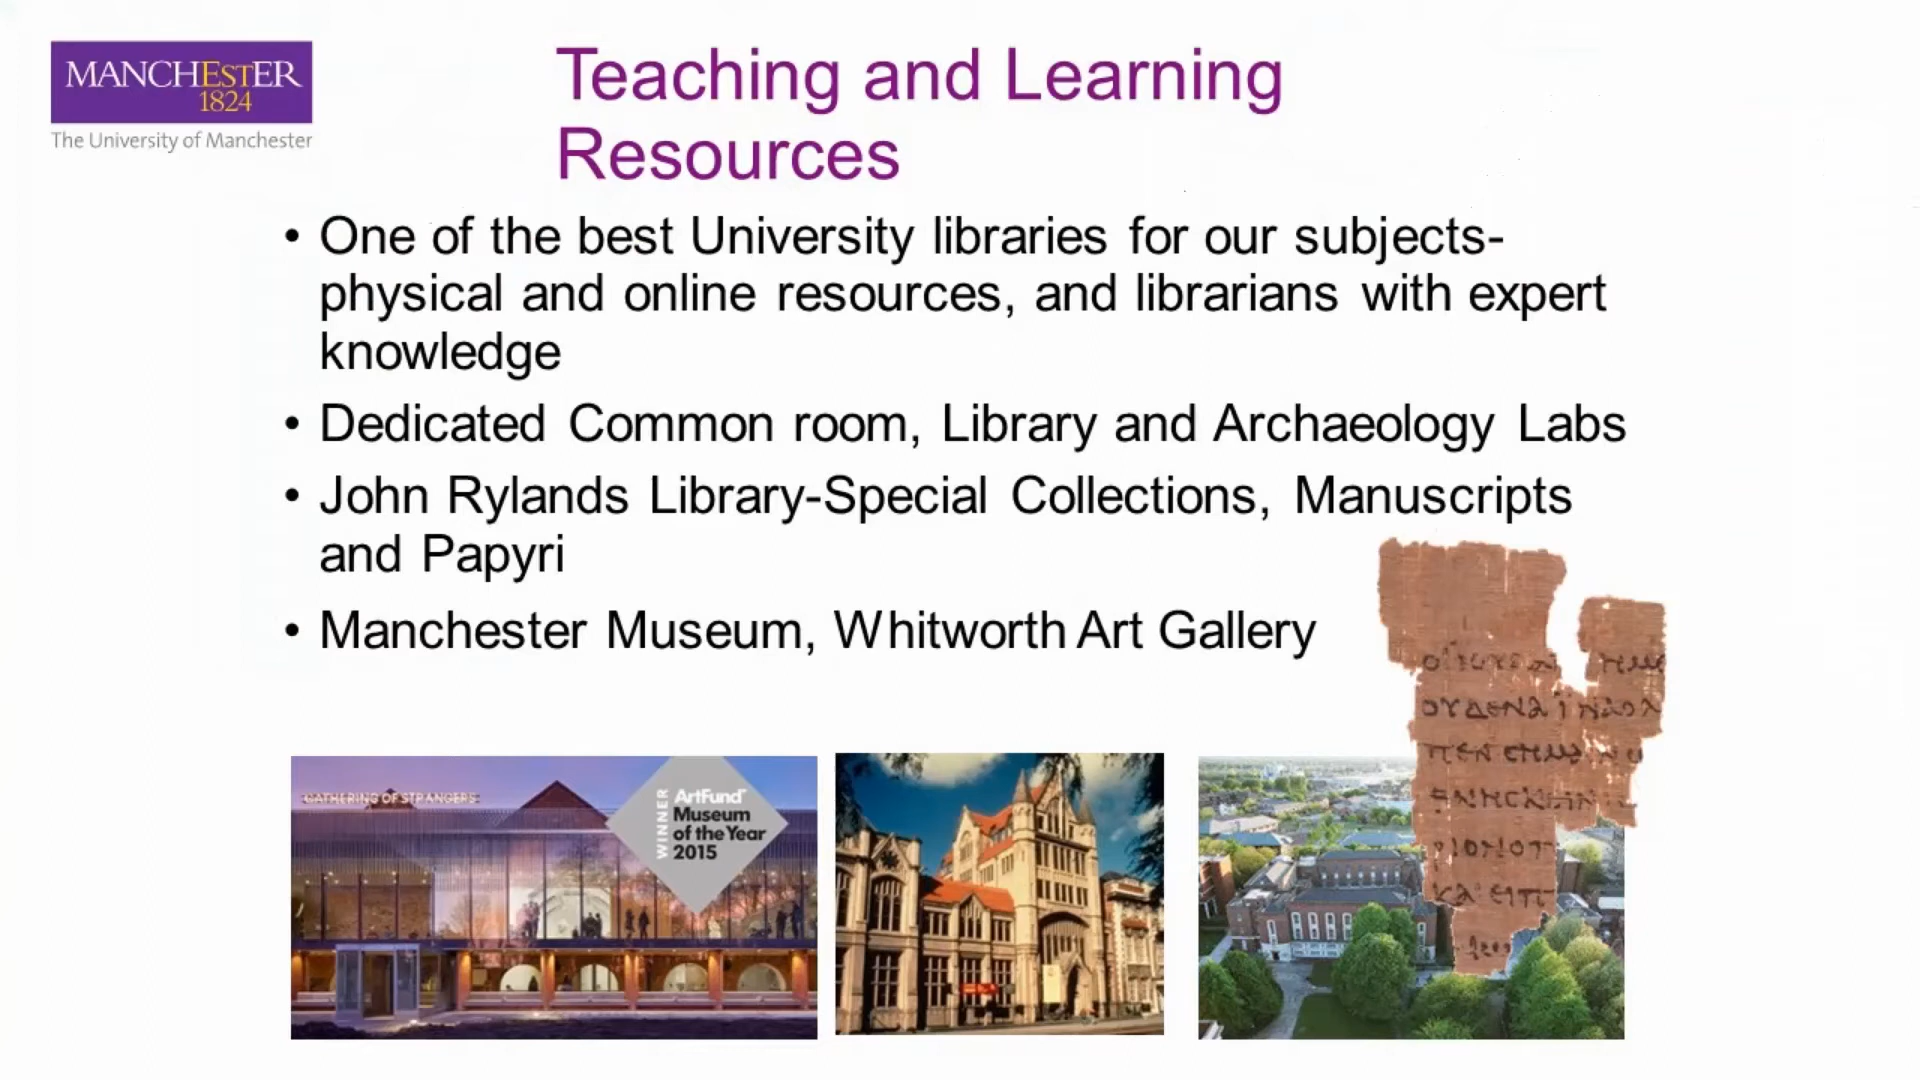 MANCHEstER
1824
The University of Manchester
Teaching and Learning
Resources
• One of the best University libraries for our subjects-
physical and online resources, and librarians with expert
knowledge
• Dedicated Common room, Library and Archaeology Labs
• John Rylands Library-Special Collections, Manuscripts
and Papyri
• Manchester Museum, Whitworth Art Gallery
GATHERING OF STRANGERS
WINNER
ArtFund
Museum
of the Year
2015